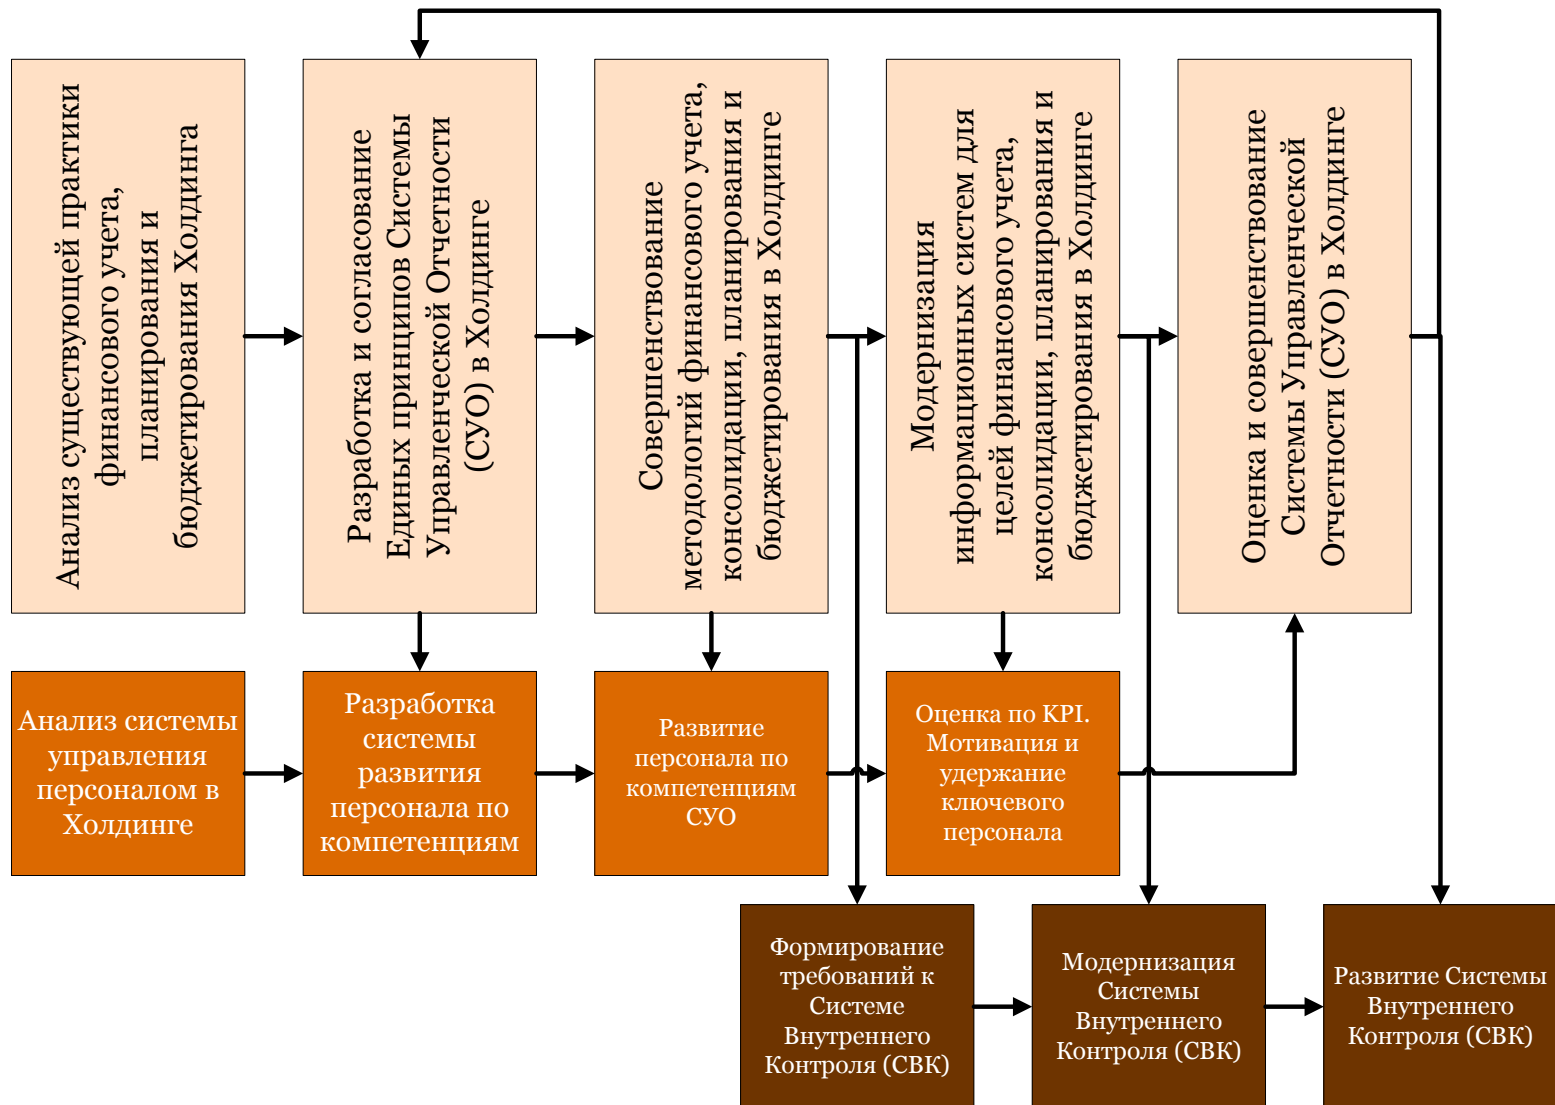 Анализ существующей практики
финансового учета,
планирования и
бюджетирования Холдинга
Разработка и согласование
Единых принципов Системы
Управленческой Отчетности
(СУО) в Холдинге
Совершенствование
методологий финансового учета,
консолидации, планирования и
бюджетирования в Холдинге
Модернизация
информационных систем для
целей финансового учета,
консолидации, планирования и
бюджетирования в Холдинге
Оценка и совершенствование
Системы Управленческой
Отчетности (СУО) в Холдинге
Анализ системы
управления
персоналом в
Холдинге
Разработка
системы
развития
персонала по
компетенциям
Развитие
персонала по
компетенциям
СУО
Оценка по KPI.
Мотивация и
удержание
ключевого
персонала
Формирование
требований к
Системе
Внутреннего
Контроля (СВК)
Модернизация
Системы
Внутреннего
Контроля (СВК)
Развитие Системы
Внутреннего
Контроля (СВК)